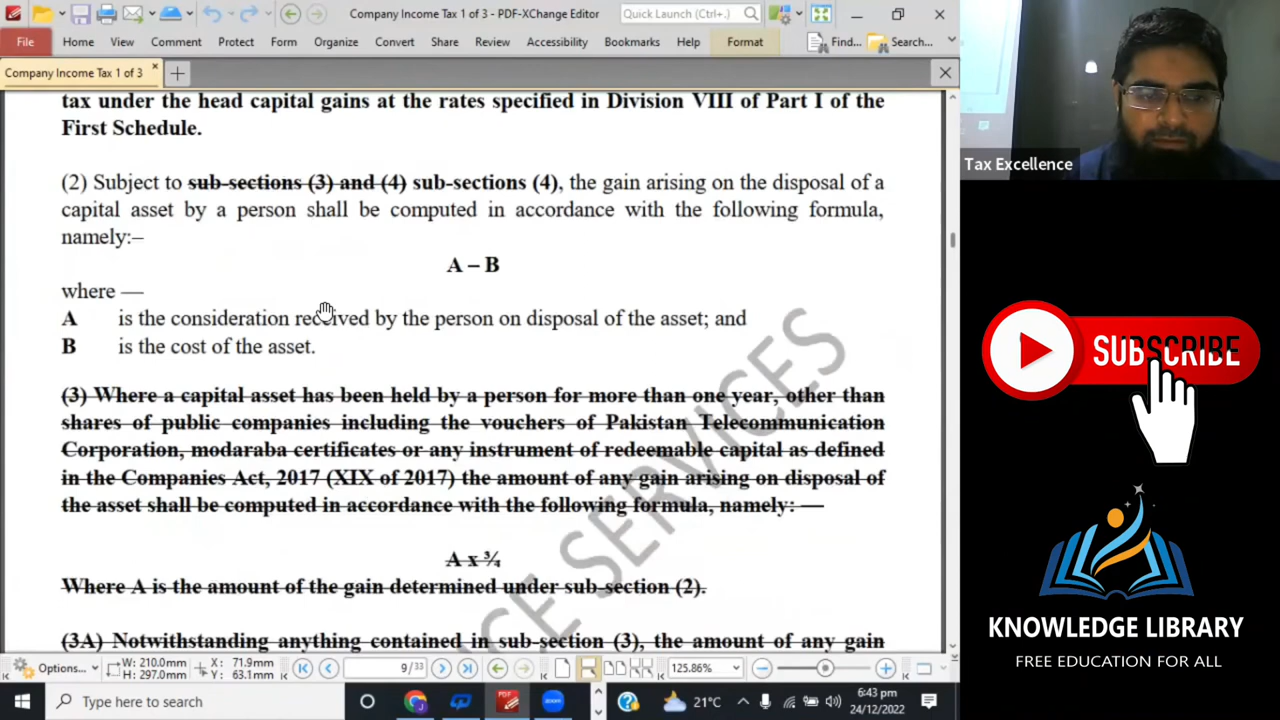 Company Income Tax 1 of 3 - PDF-XChange Editor
Quick Launch (Ctrl+.)
File Home View Comment Protect Form Organize Convert Share Review Accessibility Bookmarks Help Format Find... Search...
Company Income Tax 1 of 3
tax under the head capital gains at the rates specified in Division VIII of Part I of the
First Schedule.
(2) Subject to sub-sections (3) and (4) sub-sections (4), the gain arising on the disposal of a
capital asset by a person shall be computed in accordance with the following formula,
namely:–
A – B
where —
A is the consideration received by the person on disposal of the asset; and
B is the cost of the asset.
(3) Where a capital asset has been held by a person for more than one year, other than
shares of public companies including the vouchers of Pakistan Telecommunication
Corporation, modaraba certificates or any instrument of redeemable capital as defined
in the Companies Act, 2017 (XIX of 2017) the amount of any gain arising on disposal of
the asset shall be computed in accordance with the following formula, namely: —
A x ¾
Where A is the amount of the gain determined under sub-section (2).
(3A) Notwithstanding anything contained in sub-section (3), the amount of any gain
CE SERVICES
Options... W: 210.0mm X: 71.9mm
H: 297.0mm Y: 63.1mm
9 / 33
125.86%
Type here to search
PDF
zoom
21°C
6:43 pm
24/12/2022
Tax Excellence
SUBSCRIBE
KNOWLEDGE LIBRARY
FREE EDUCATION FOR ALL